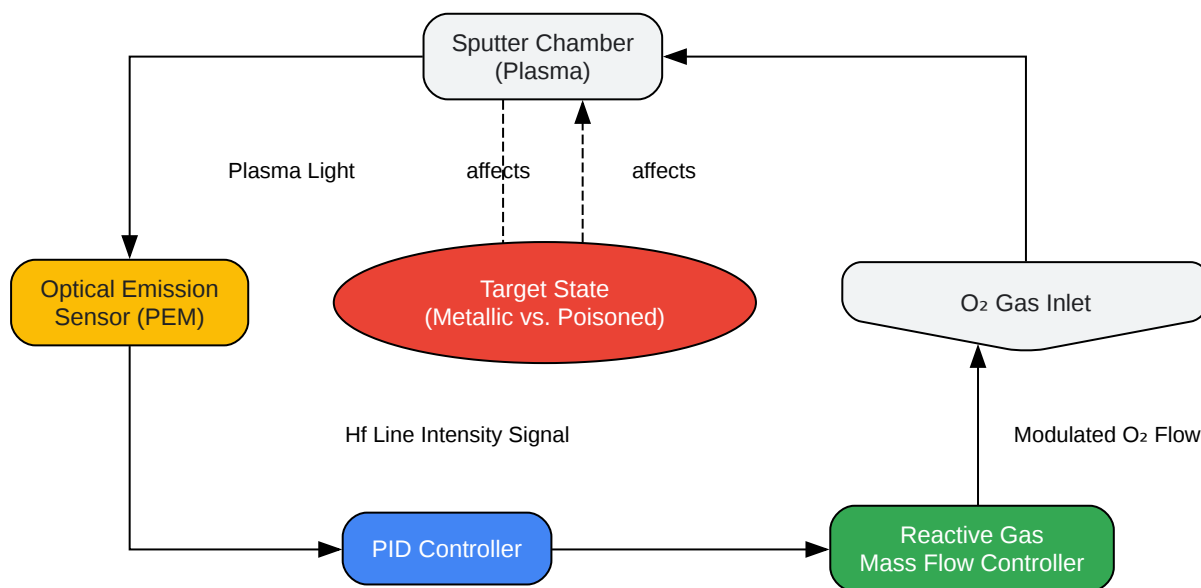 Sputter Chamber
(Plasma)
Plasma Light
affects
affects
Optical Emission
Sensor (PEM)
Target State
(Metallic vs. Poisoned)
O₂ Gas Inlet
Hf Line Intensity Signal
Modulated O₂ Flow
PID Controller
Reactive Gas
Mass Flow Controller